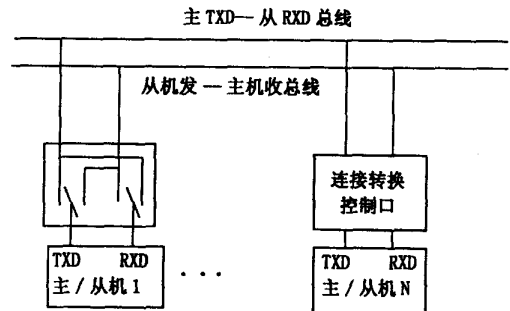 主 TXD— 从 RXD 总线
从机发 — 主机收总线
连接转换
控制口
TXD RXD
主 / 从机 1
. . .
TXD RXD
主 / 从机 N